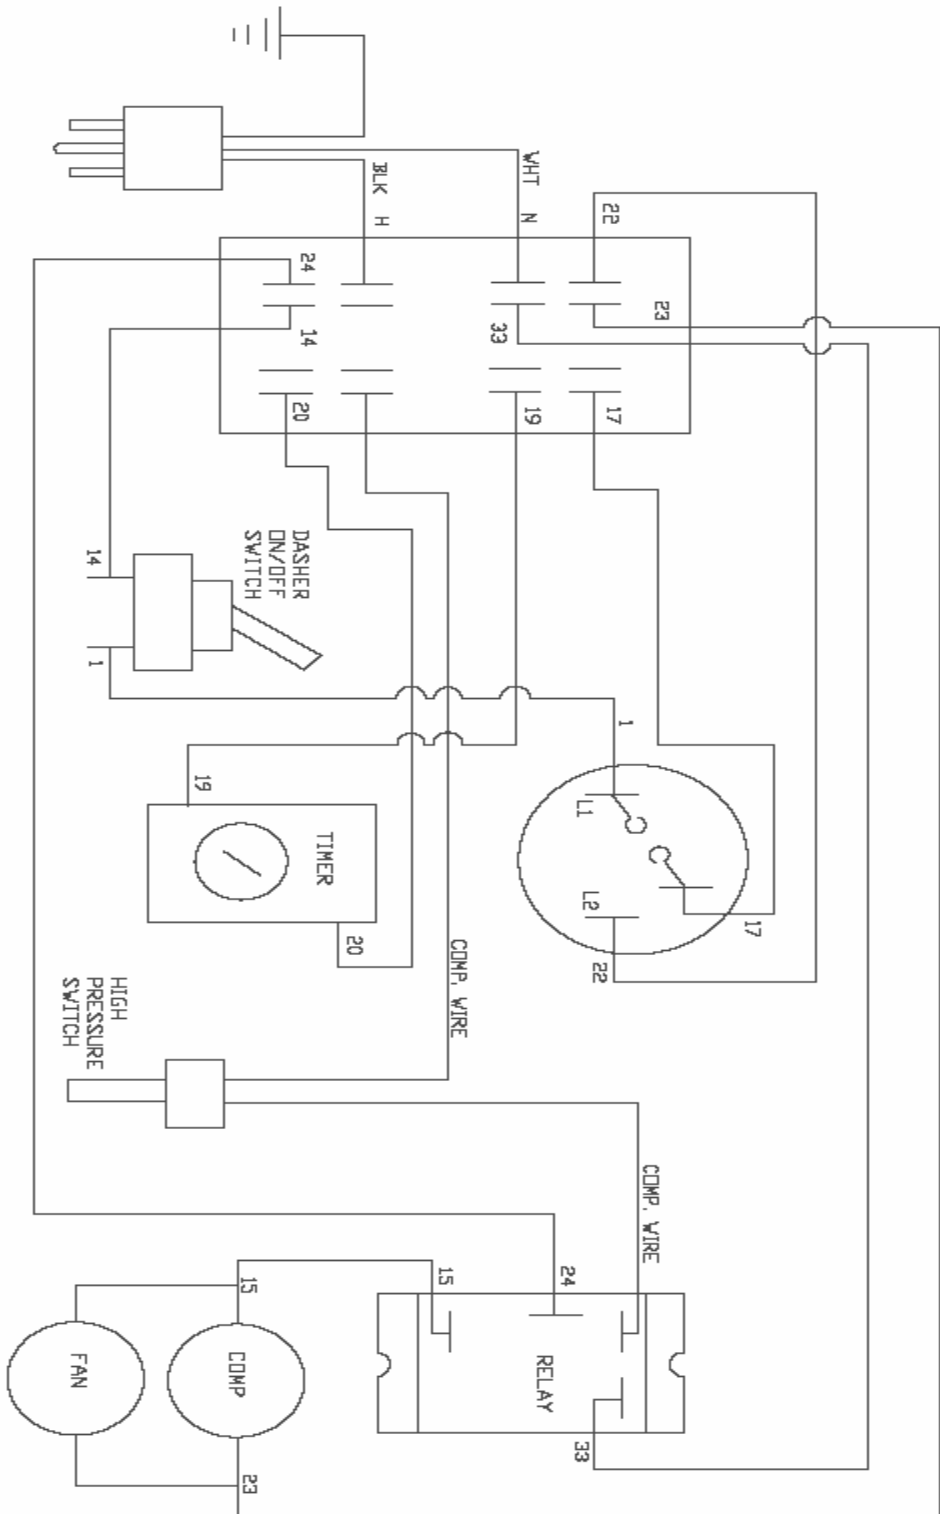 WHT N
BLK H
22
24
23
14
33
20
19
17
DASHER
ON/OFF
SWITCH
14
1
1
19
L1
TIMER
L2
17
20
22
COMP. WIRE
HIGH
PRESSURE
SWITCH
COMP. WIRE
15
15
24
FAN
COMP
RELAY
33
23